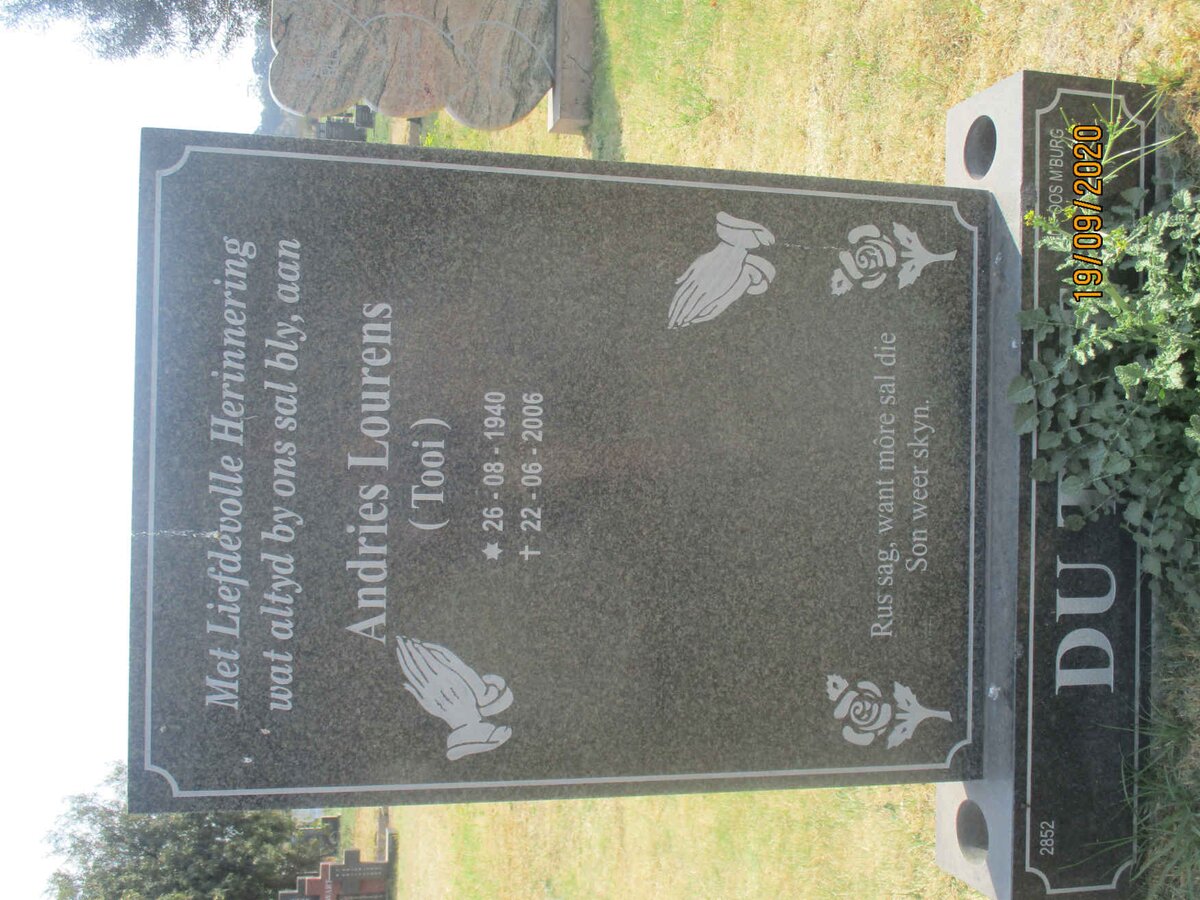 Met Liefdevolle Herinnering
wat altyd by ons sal bly, aan
Andries Lourens
( Tooi )
26 - 08 - 1940
22 - 06 - 2006
Rus sag, want môre sal die
Son weer skyn.
DU
2852
M'BURG
19/09/2020